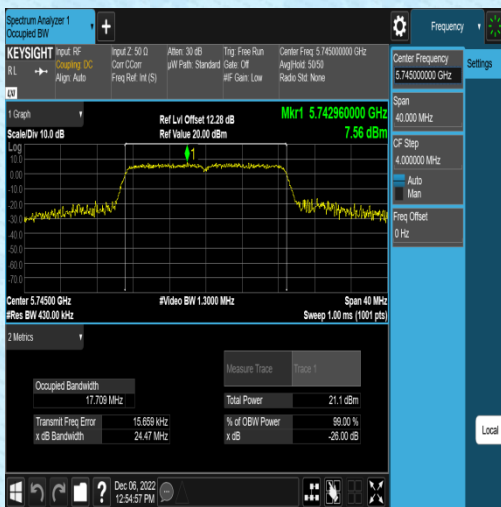 Spectrum Analyzer 1
Occupied BW
Frequency
KEYSIGHT
RL
Input: RF
Coupling: DC
Align: Auto
Input Z: 50 Ω
Corr CCorr
Freq Ref: Int (S)
Atten: 30 dB
µW Path: Standard
Trig: Free Run
Gate: Off
#IF Gain: Low
Center Freq: 5.745000000 GHz
Avg|Hold: 50/50
Radio Std: None
Center Frequency
5.745000000 GHz
Settings
Span
40.000 MHz
CF Step
4.000000 MHz
Auto
Man
Freq Offset
0 Hz
Local
1 Graph
Scale/Div 10.0 dB
Ref Lvl Offset 12.28 dB
Ref Value 20.00 dBm
Mkr1 5.742960000 GHz
7.56 dBm
Log
10.0
0.00
-10.0
-20.0
-30.0
-40.0
-50.0
-60.0
-70.0
1
Center 5.74500 GHz
#Res BW 430.00 kHz
#Video BW 1.3000 MHz
Span 40 MHz
Sweep 1.00 ms (1001 pts)
2 Metrics
Measure Trace
Trace 1
Occupied Bandwidth
17.709 MHz
Total Power
21.1 dBm
Transmit Freq Error
15.659 kHz
% of OBW Power
99.00 %
x dB Bandwidth
24.47 MHz
x dB
-26.00 dB
?
Dec 06, 2022
12:54:57 PM